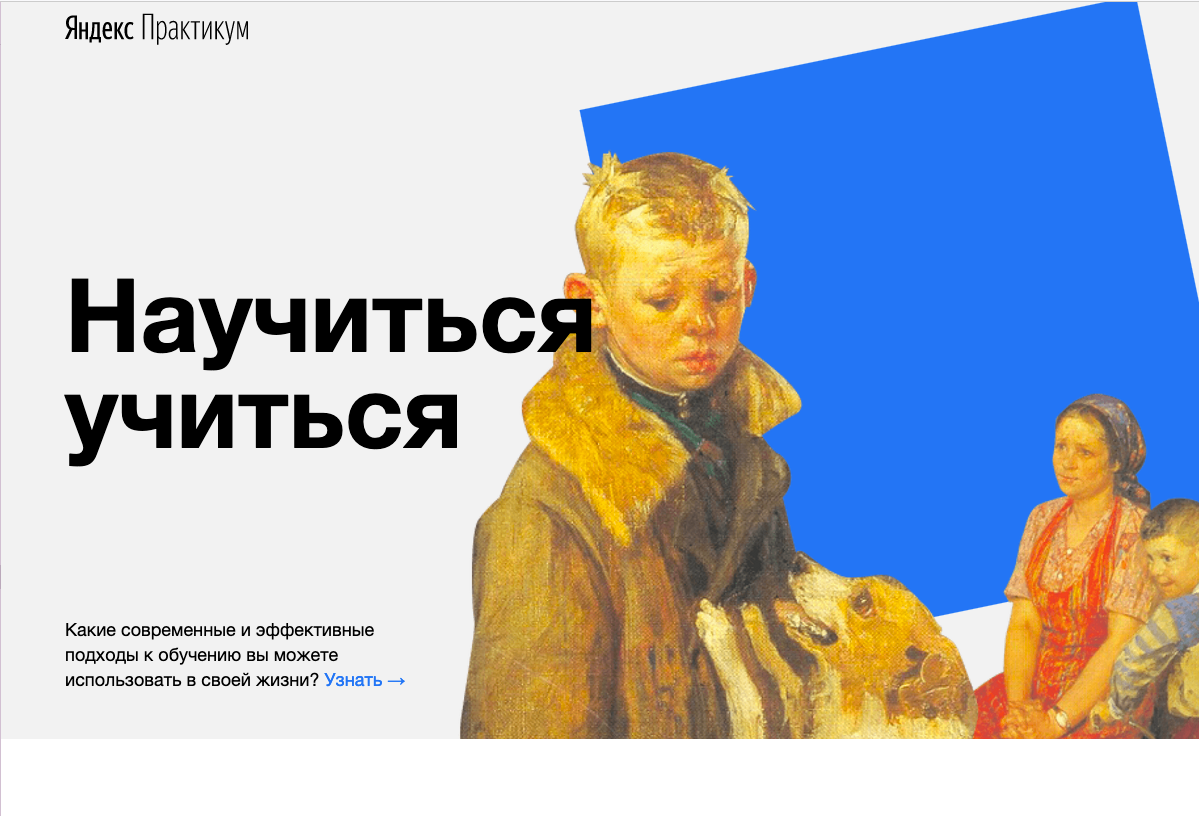 Яндекс Практикум
Научиться
учиться
Какие современные и эффективные
подходы к обучению вы можете
использовать в своей жизни? Узнать →